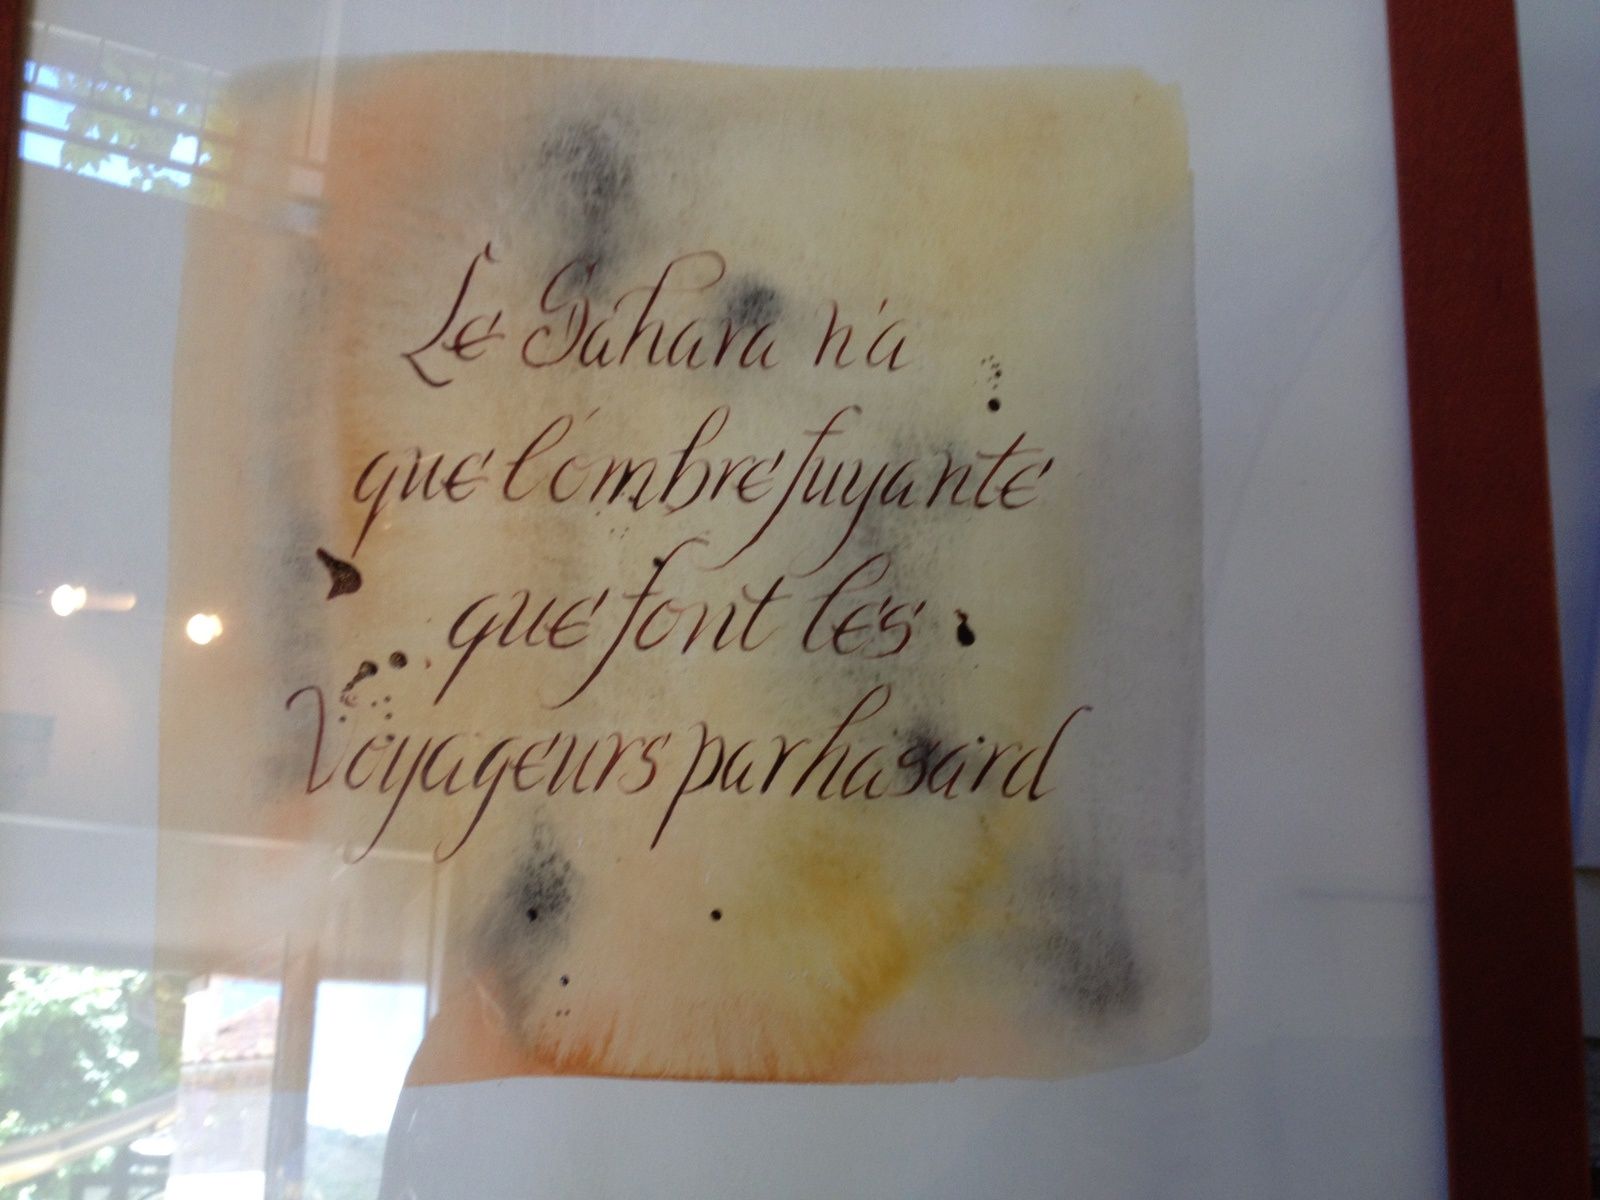 Le Sahara n'a
que l'ombre fuyante
que font les
Voyageurs par hasard